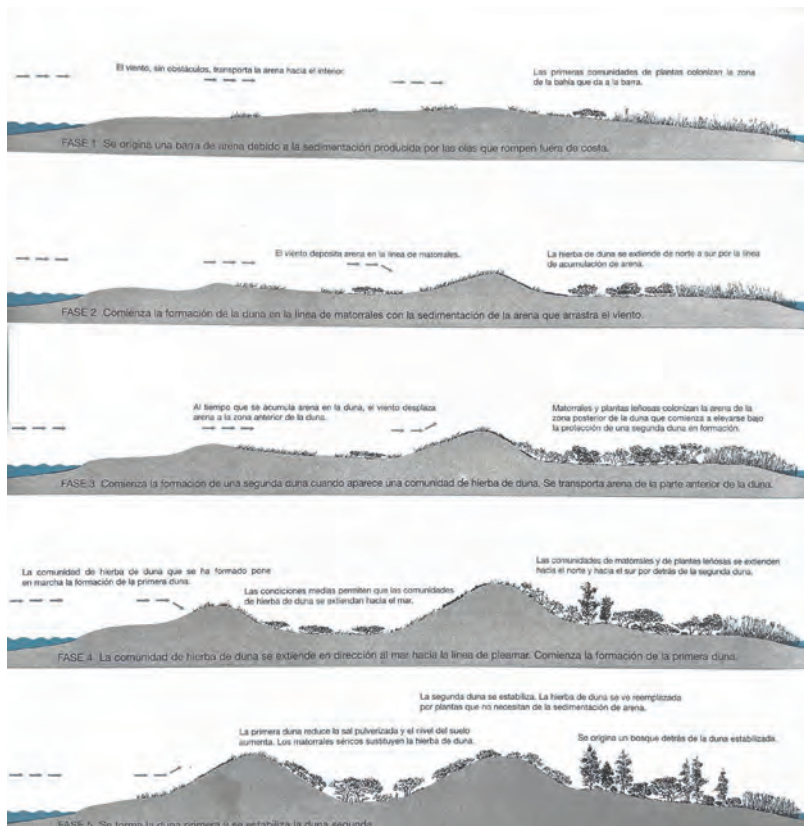 El viento, sin obstáculos, transporta la arena hacia el interior.
Las primeras comunidades de plantas colonizan la zona
de la bahía que da a la barra.
FASE 1 Se origina una barra de arena debido a la sedimentación producida por las olas que rompen fuera de costa.
El viento deposita arena en la línea de matorrales.
La hierba de duna se extiende de norte a sur por la línea
de acumulación de arena.
FASE 2 Comienza la formación de la duna en la línea de matorrales con la sedimentación de la arena que arrastra el viento.
Al tiempo que se acumula arena en la duna, el viento desplaza
arena a la zona anterior de la duna.
Matorrales y plantas leñosas colonizan la arena de la
zona posterior de la duna que comienza a elevarse bajo
la protección de una segunda duna en formación.
FASE 3 Comienza la formación de una segunda duna cuando aparece una comunidad de hierba de duna. Se transporta arena de la parte anterior de la duna.
La comunidad de hierba de duna que se ha formado pone
en marcha la formación de la primera duna.
Las condiciones medias permiten que las comunidades
de hierba de duna se extiendan hacia el mar.
Las comunidades de matorrales y de plantas leñosas se extienden
hacia el norte y hacia el sur por detrás de la segunda duna.
FASE 4 La comunidad de hierba de duna se extiende en dirección al mar hacia la línea de pleamar. Comienza la formación de la primera duna.
La segunda duna se estabiliza. La hierba de duna se ve reemplazada
por plantas que no necesitan de la sedimentación de arena.
La primera duna reduce la sal pulverizada y el nivel del suelo
aumenta. Los matorrales séricos sustituyen la hierba de duna.
Se origina un bosque detrás de la duna estabilizada.
FASE 5 Se forma la duna primera y se estabiliza la duna segunda.